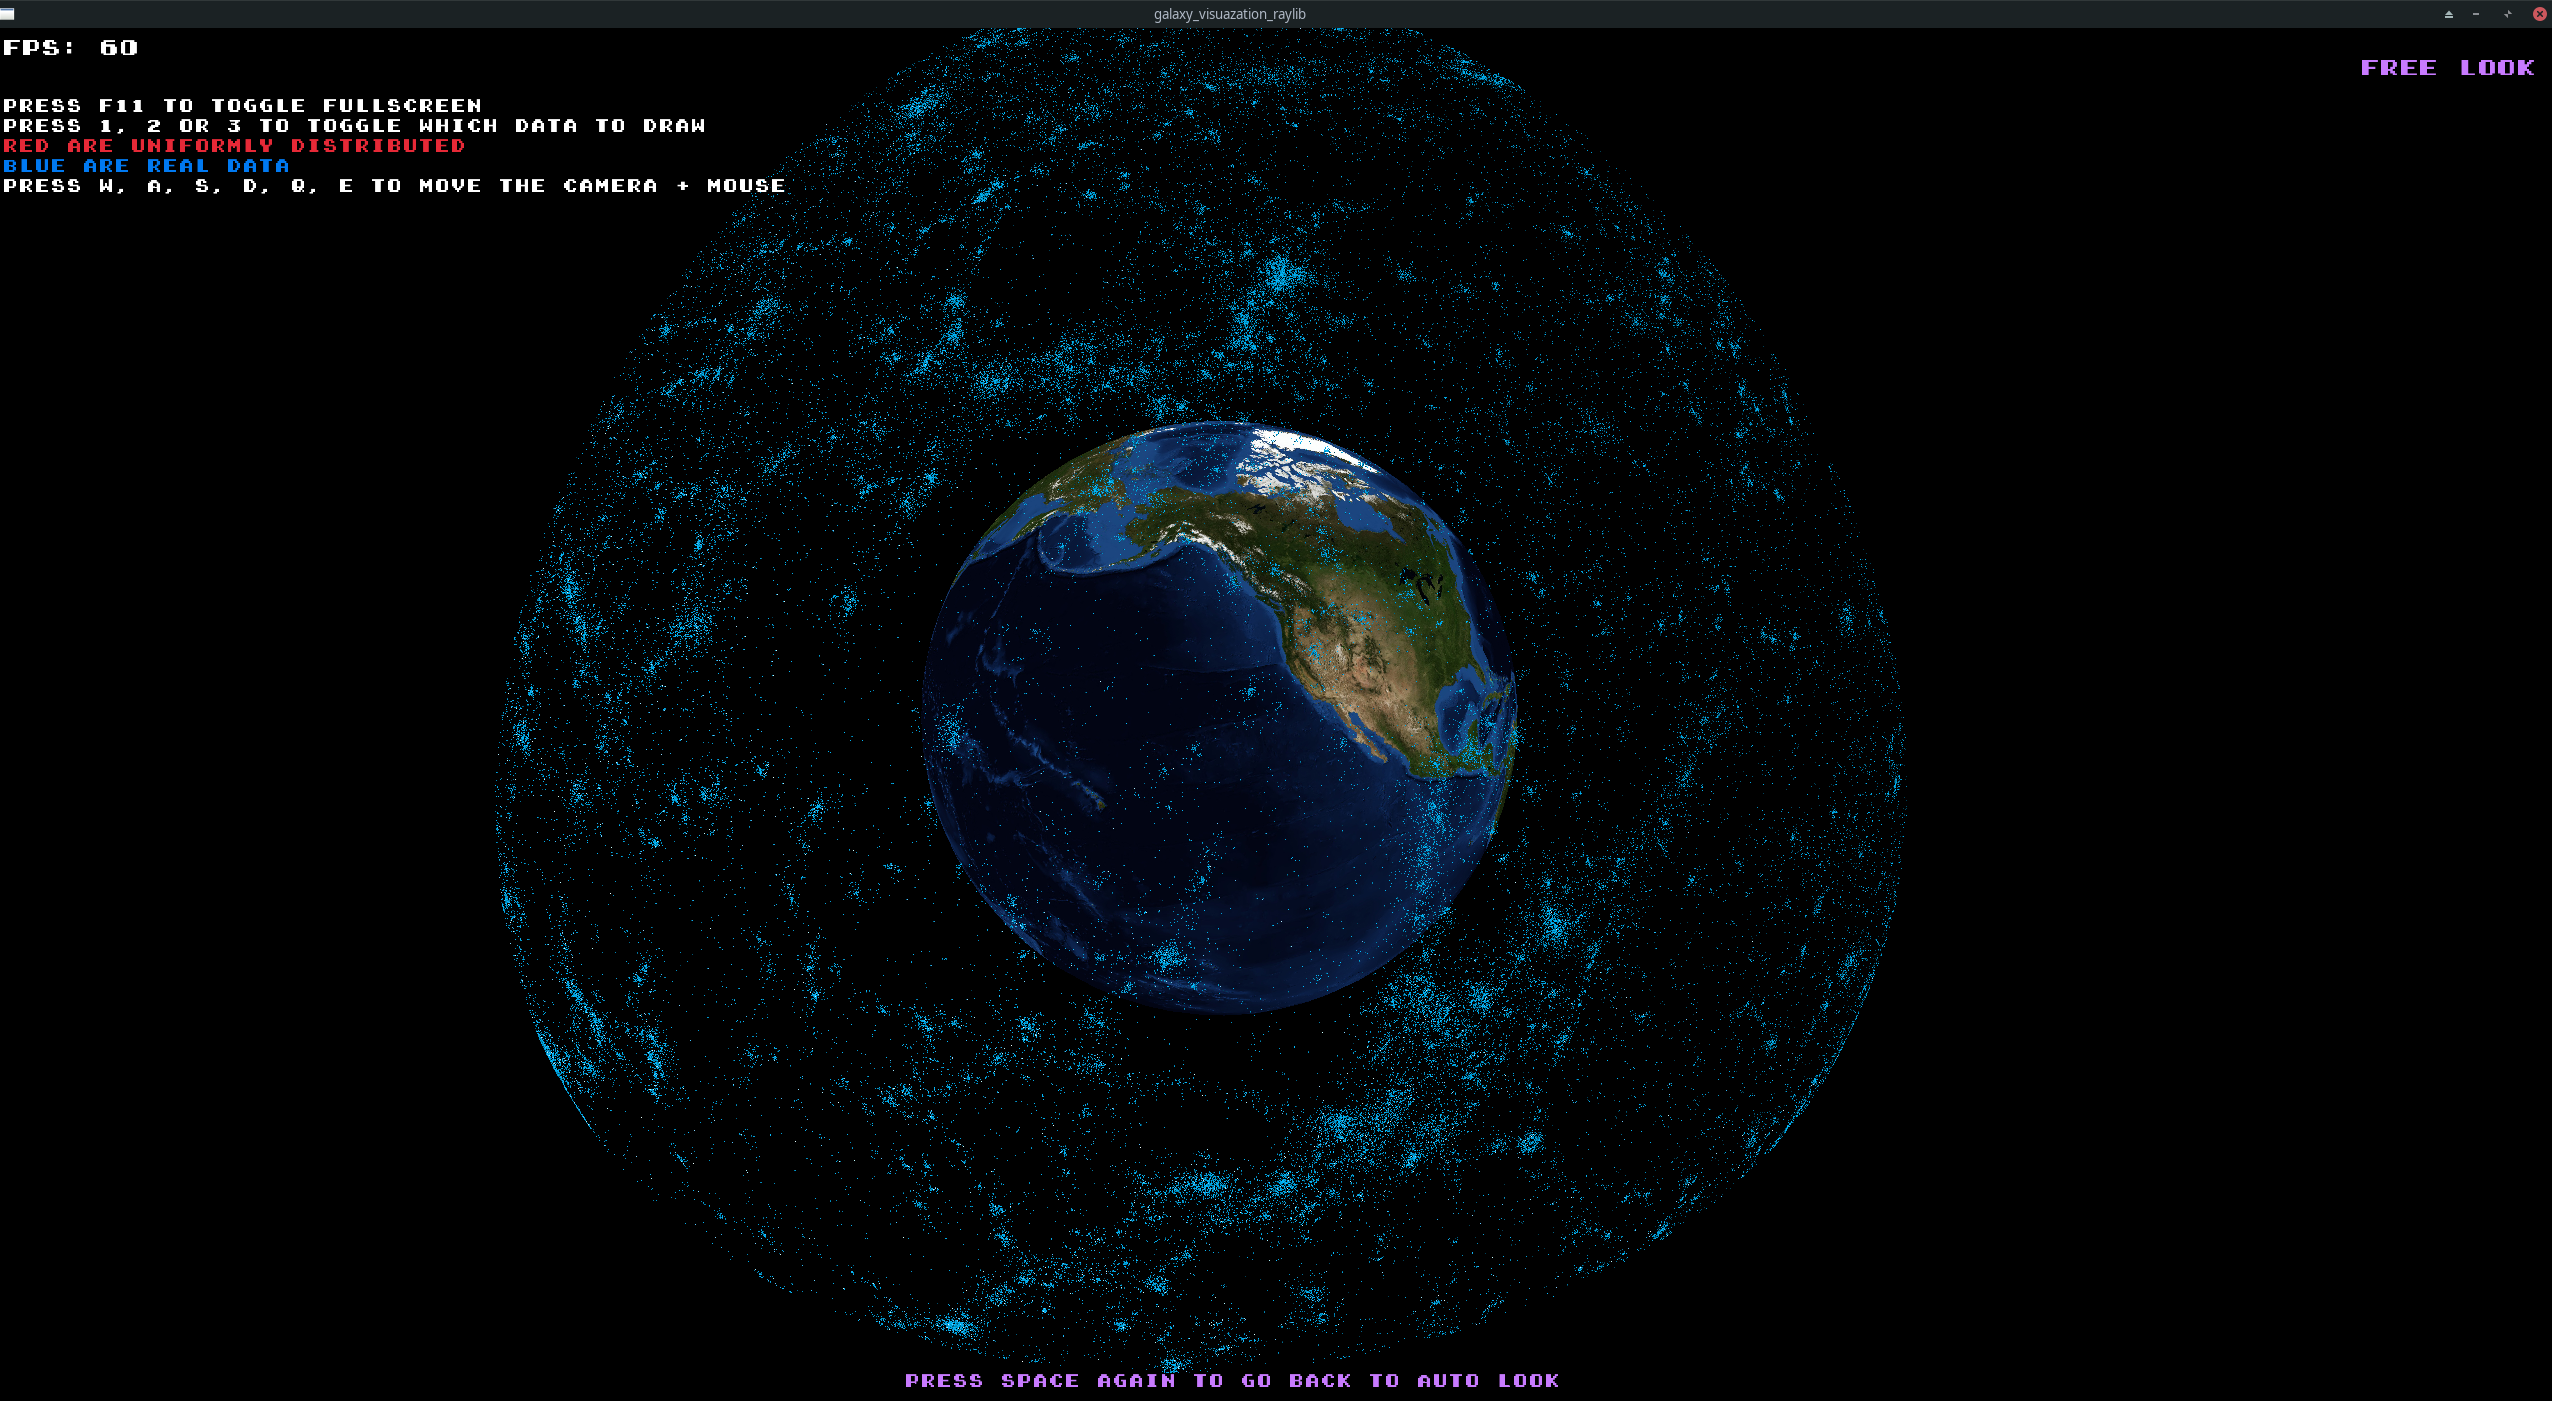 galaxy_visuazation_raylib
FPS: 60
FREE LOOK
PRESS F11 TO TOGGLE FULLSCREEN
PRESS 1, 2 OR 3 TO TOGGLE WHICH DATA TO DRAW
RED ARE UNIFORMLY DISTRIBUTED
BLUE ARE REAL DATA
PRESS W, A, S, D, Q, E TO MOVE THE CAMERA + MOUSE
PRESS SPACE AGAIN TO GO BACK TO AUTO LOOK